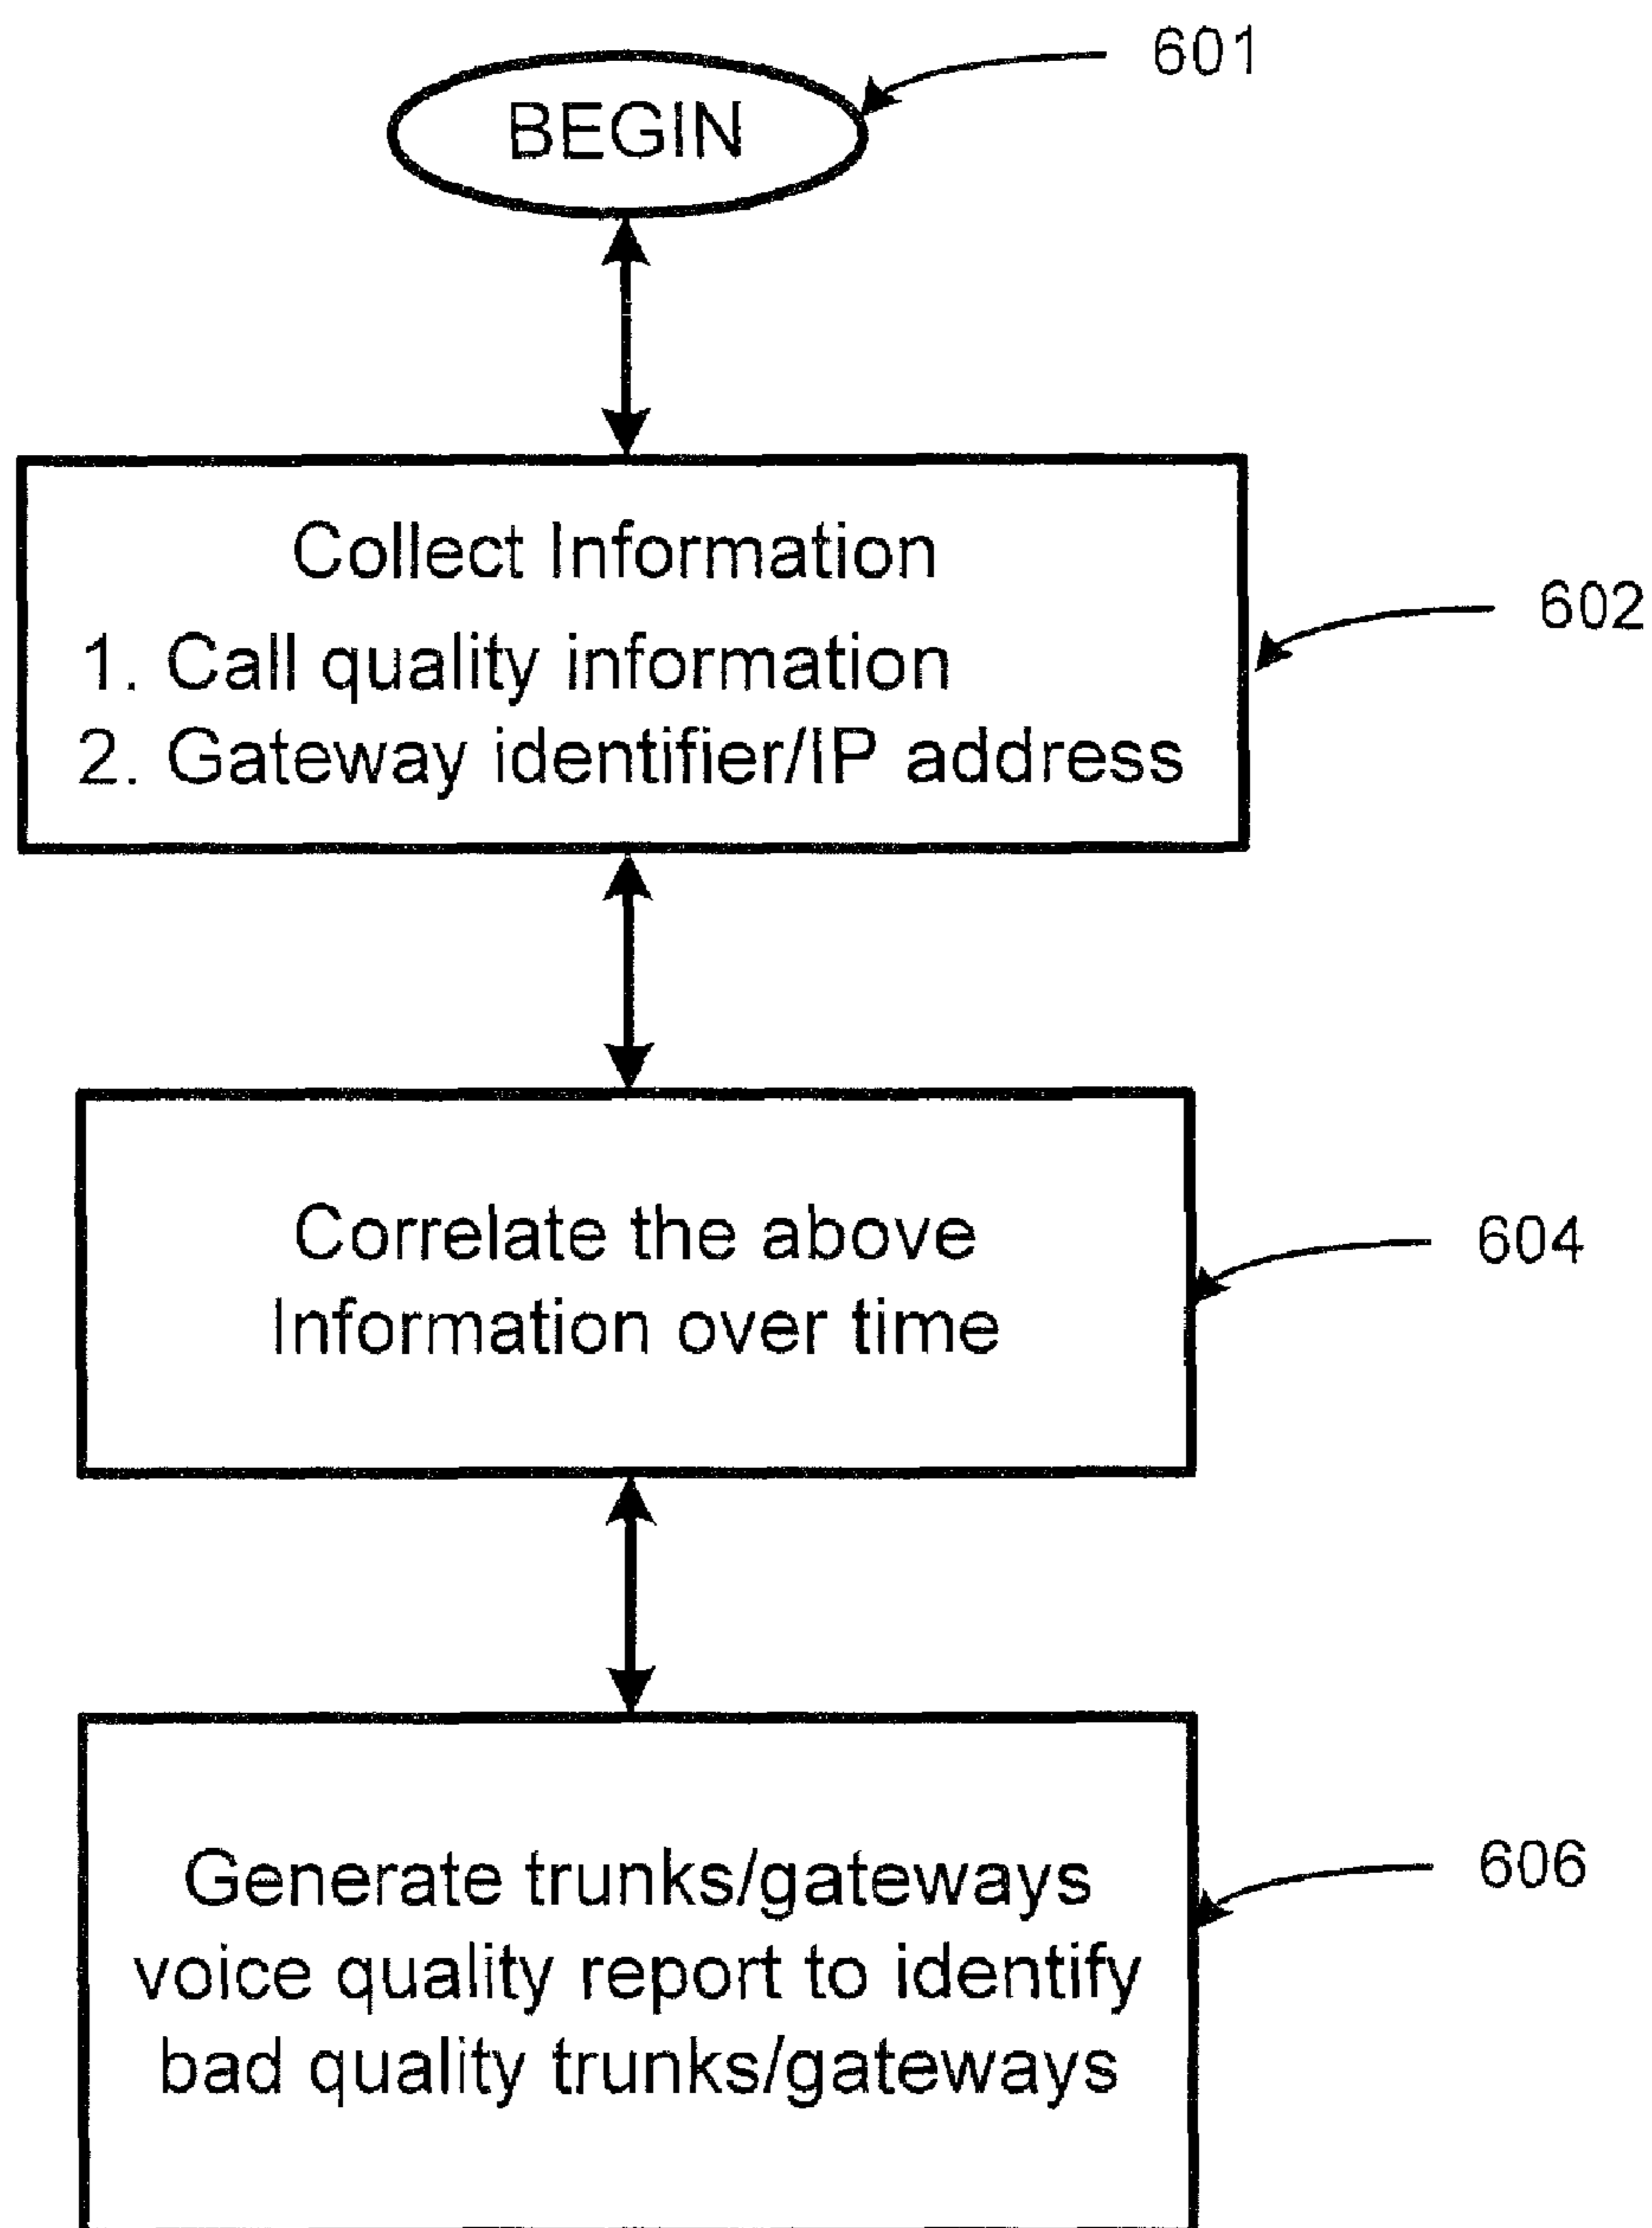 601
BEGIN
Collect Information
1. Call quality information
2. Gateway identifier/IP address
602
Correlate the above
Information over time
604
Generate trunks/gateways
voice quality report to identify
bad quality trunks/gateways
606